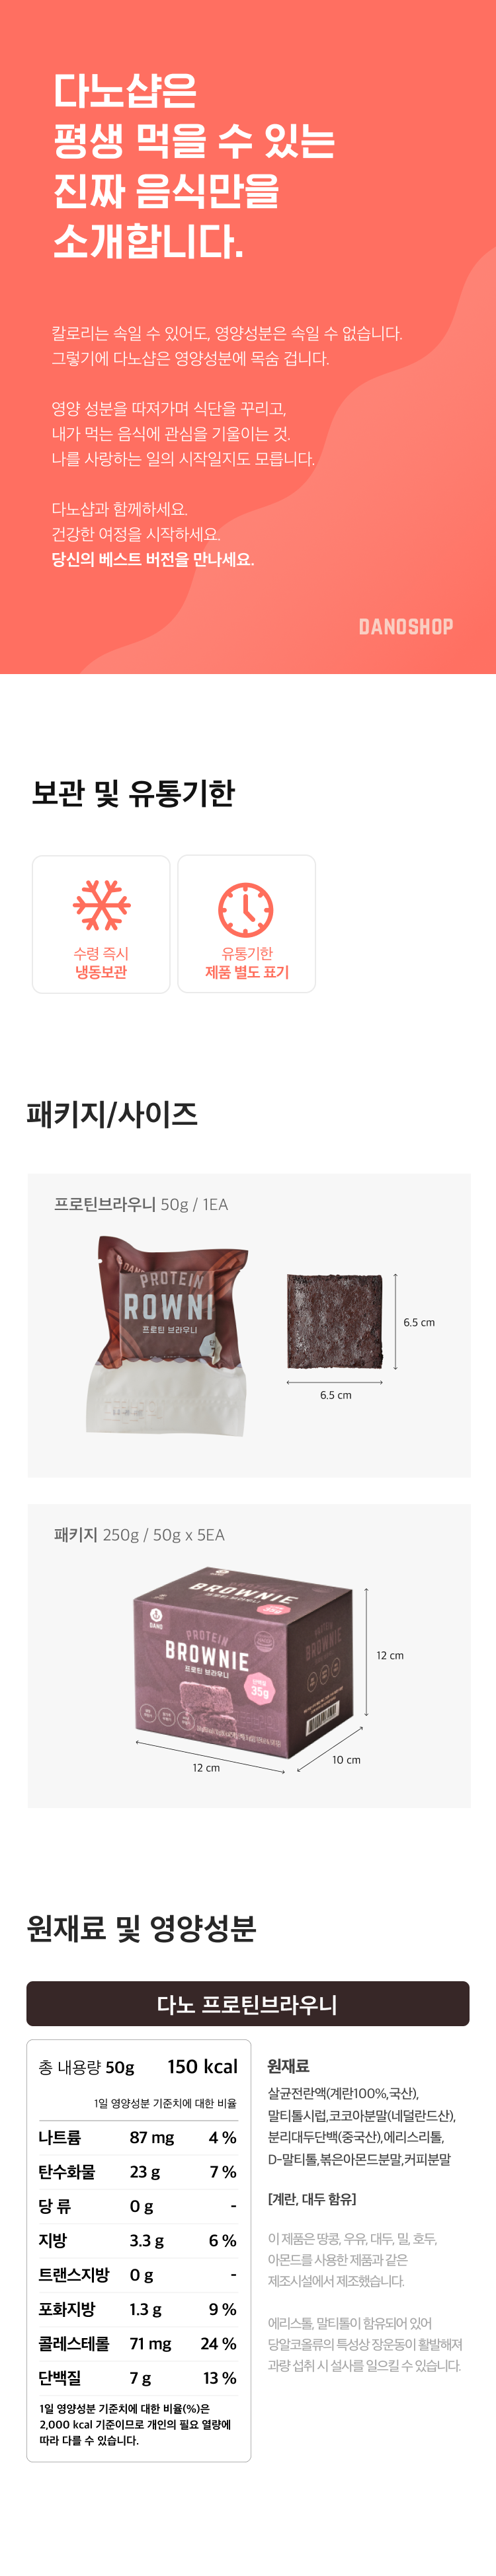 다노샵은
평생 먹을 수 있는
진짜 음식만을
소개합니다.
칼로리는 속일 수 있어도, 영양성분은 속일 수 없습니다.
그렇기에 다노샵은 영양성분에 목숨 겁니다.
영양 성분을 따져가며 식단을 꾸리고,
내가 먹는 음식에 관심을 기울이는 것.
나를 사랑하는 일의 시작일지도 모릅니다.
다노샵과 함께하세요.
건강한 여정을 시작하세요.
당신의 베스트 버전을 만나세요.
DANOSHOP
보관 및 유통기한
수령 즉시
냉동보관
유통기한
제품 별도 표기
패키지/사이즈
프로틴브라우니 50g / 1EA
PROTEIN
ROWNI
프로틴 브라우니
6.5 cm
6.5 cm
패키지 250g / 50g x 5EA
BROWNIE
DANO
PROTEIN
BROWNIE
프로틴 브라우니
35g
PROTEIN
BROWNIE
12 cm
10 cm
12 cm
원재료 및 영양성분
다노 프로틴브라우니
총 내용량 50g 150 kcal
1일 영양성분 기준치에 대한 비율
나트륨 87 mg 4 %
탄수화물 23 g 7 %
당 류 0 g -
지방 3.3 g 6 %
트랜스지방 0 g -
포화지방 1.3 g 9 %
콜레스테롤 71 mg 24 %
단백질 7 g 13 %
1일 영양성분 기준치에 대한 비율(%)은
2,000 kcal 기준이므로 개인의 필요 열량에
따라 다를 수 있습니다.
원재료
살균전란액(계란100%,국산),
말티톨시럽,코코아분말(네덜란드산),
분리대두단백(중국산),에리스리톨,
D-말티톨,볶은아몬드분말,커피분말
[계란, 대두 함유]
이 제품은 땅콩, 우유, 대두, 밀, 호두,
아몬드를 사용한 제품과 같은
제조시설에서 제조했습니다.
에리스톨, 말티톨이 함유되어 있어
당알코올류의 특성상 장운동이 활발해져
과량 섭취 시 설사를 일으킬 수 있습니다.